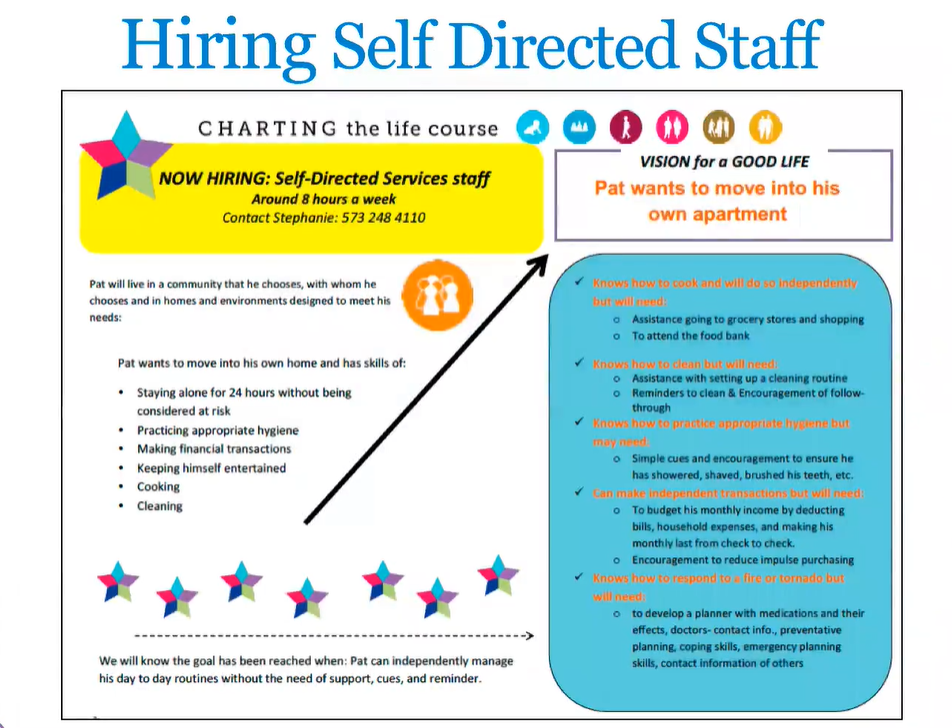 Hiring Self Directed Staff
CHARTING the life course
NOW HIRING: Self-Directed Services staff
Around 8 hours a week
Contact Stephanie: 573 248 4110
VISION for a GOOD LIFE
Pat wants to move into his
own apartment
Pat will live in a community that he chooses, with whom he
chooses and in homes and environments designed to meet his
needs:
Pat wants to move into his own home and has skills of:
• Staying alone for 24 hours without being
considered at risk
• Practicing appropriate hygiene
• Making financial transactions
• Keeping himself entertained
• Cooking
• Cleaning
We will know the goal has been reached when: Pat can independently manage
his day to day routines without the need of support, cues, and reminder.
✓ Knows how to cook and will do so independently
but will need:
o Assistance going to grocery stores and shopping
o To attend the food bank
✓ Knows how to clean but will need:
o Assistance with setting up a cleaning routine
o Reminders to clean & Encouragement of follow-
through
✓ Knows how to practice appropriate hygiene but
may need:
o Simple cues and encouragement to ensure he
has showered, shaved, brushed his teeth, etc.
✓ Can make independent transactions but will need:
o To budget his monthly income by deducting
bills, household expenses, and making his
monthly last from check to check.
o Encouragement to reduce impulse purchasing
✓ Knows how to respond to a fire or tornado but
will need:
o to develop a planner with medications and their
effects, doctors- contact info., preventative
planning, coping skills, emergency planning
skills, contact information of others